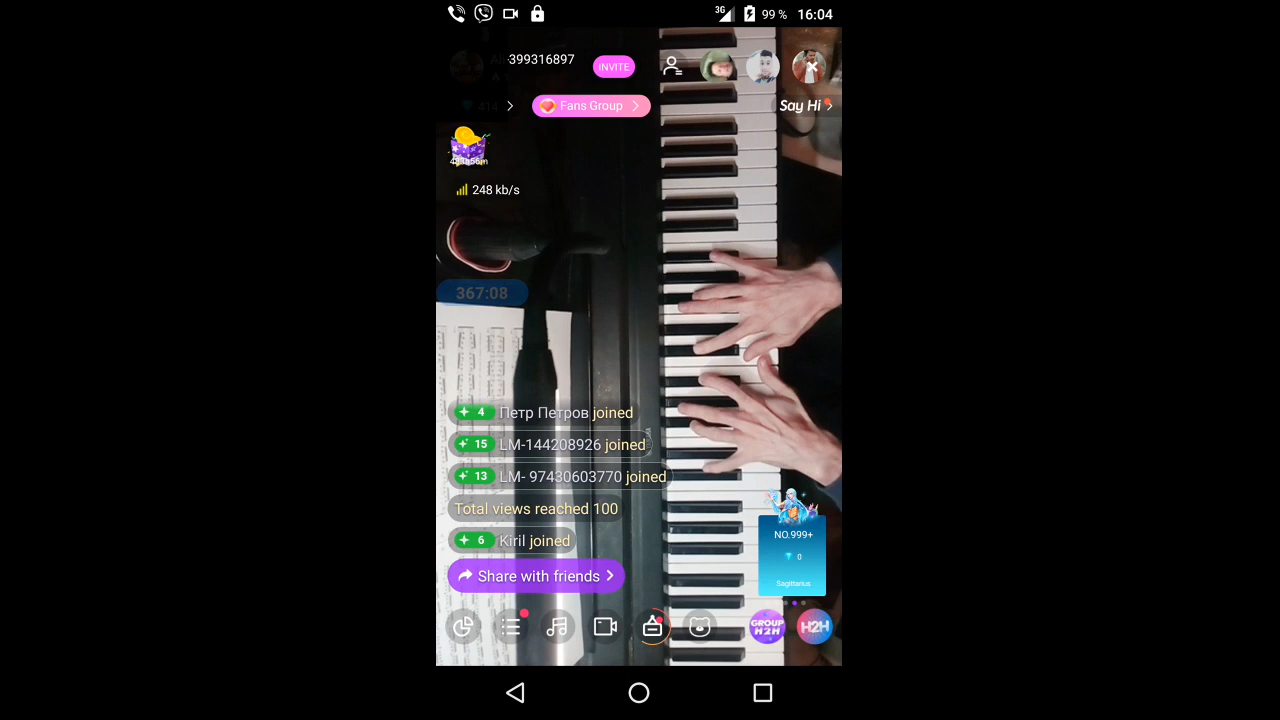 3G 99 % 16:04
399316897
INVITE
414
Fans Group
Say Hi
248 kb/s
367:08
4 Петр Петров joined
15 LM-144208926 joined
13 LM- 97430603770 joined
Total views reached 100
6 Kiril joined
Share with friends
NO.999+
0
Sagittarius
GROUP
H2H
H2H